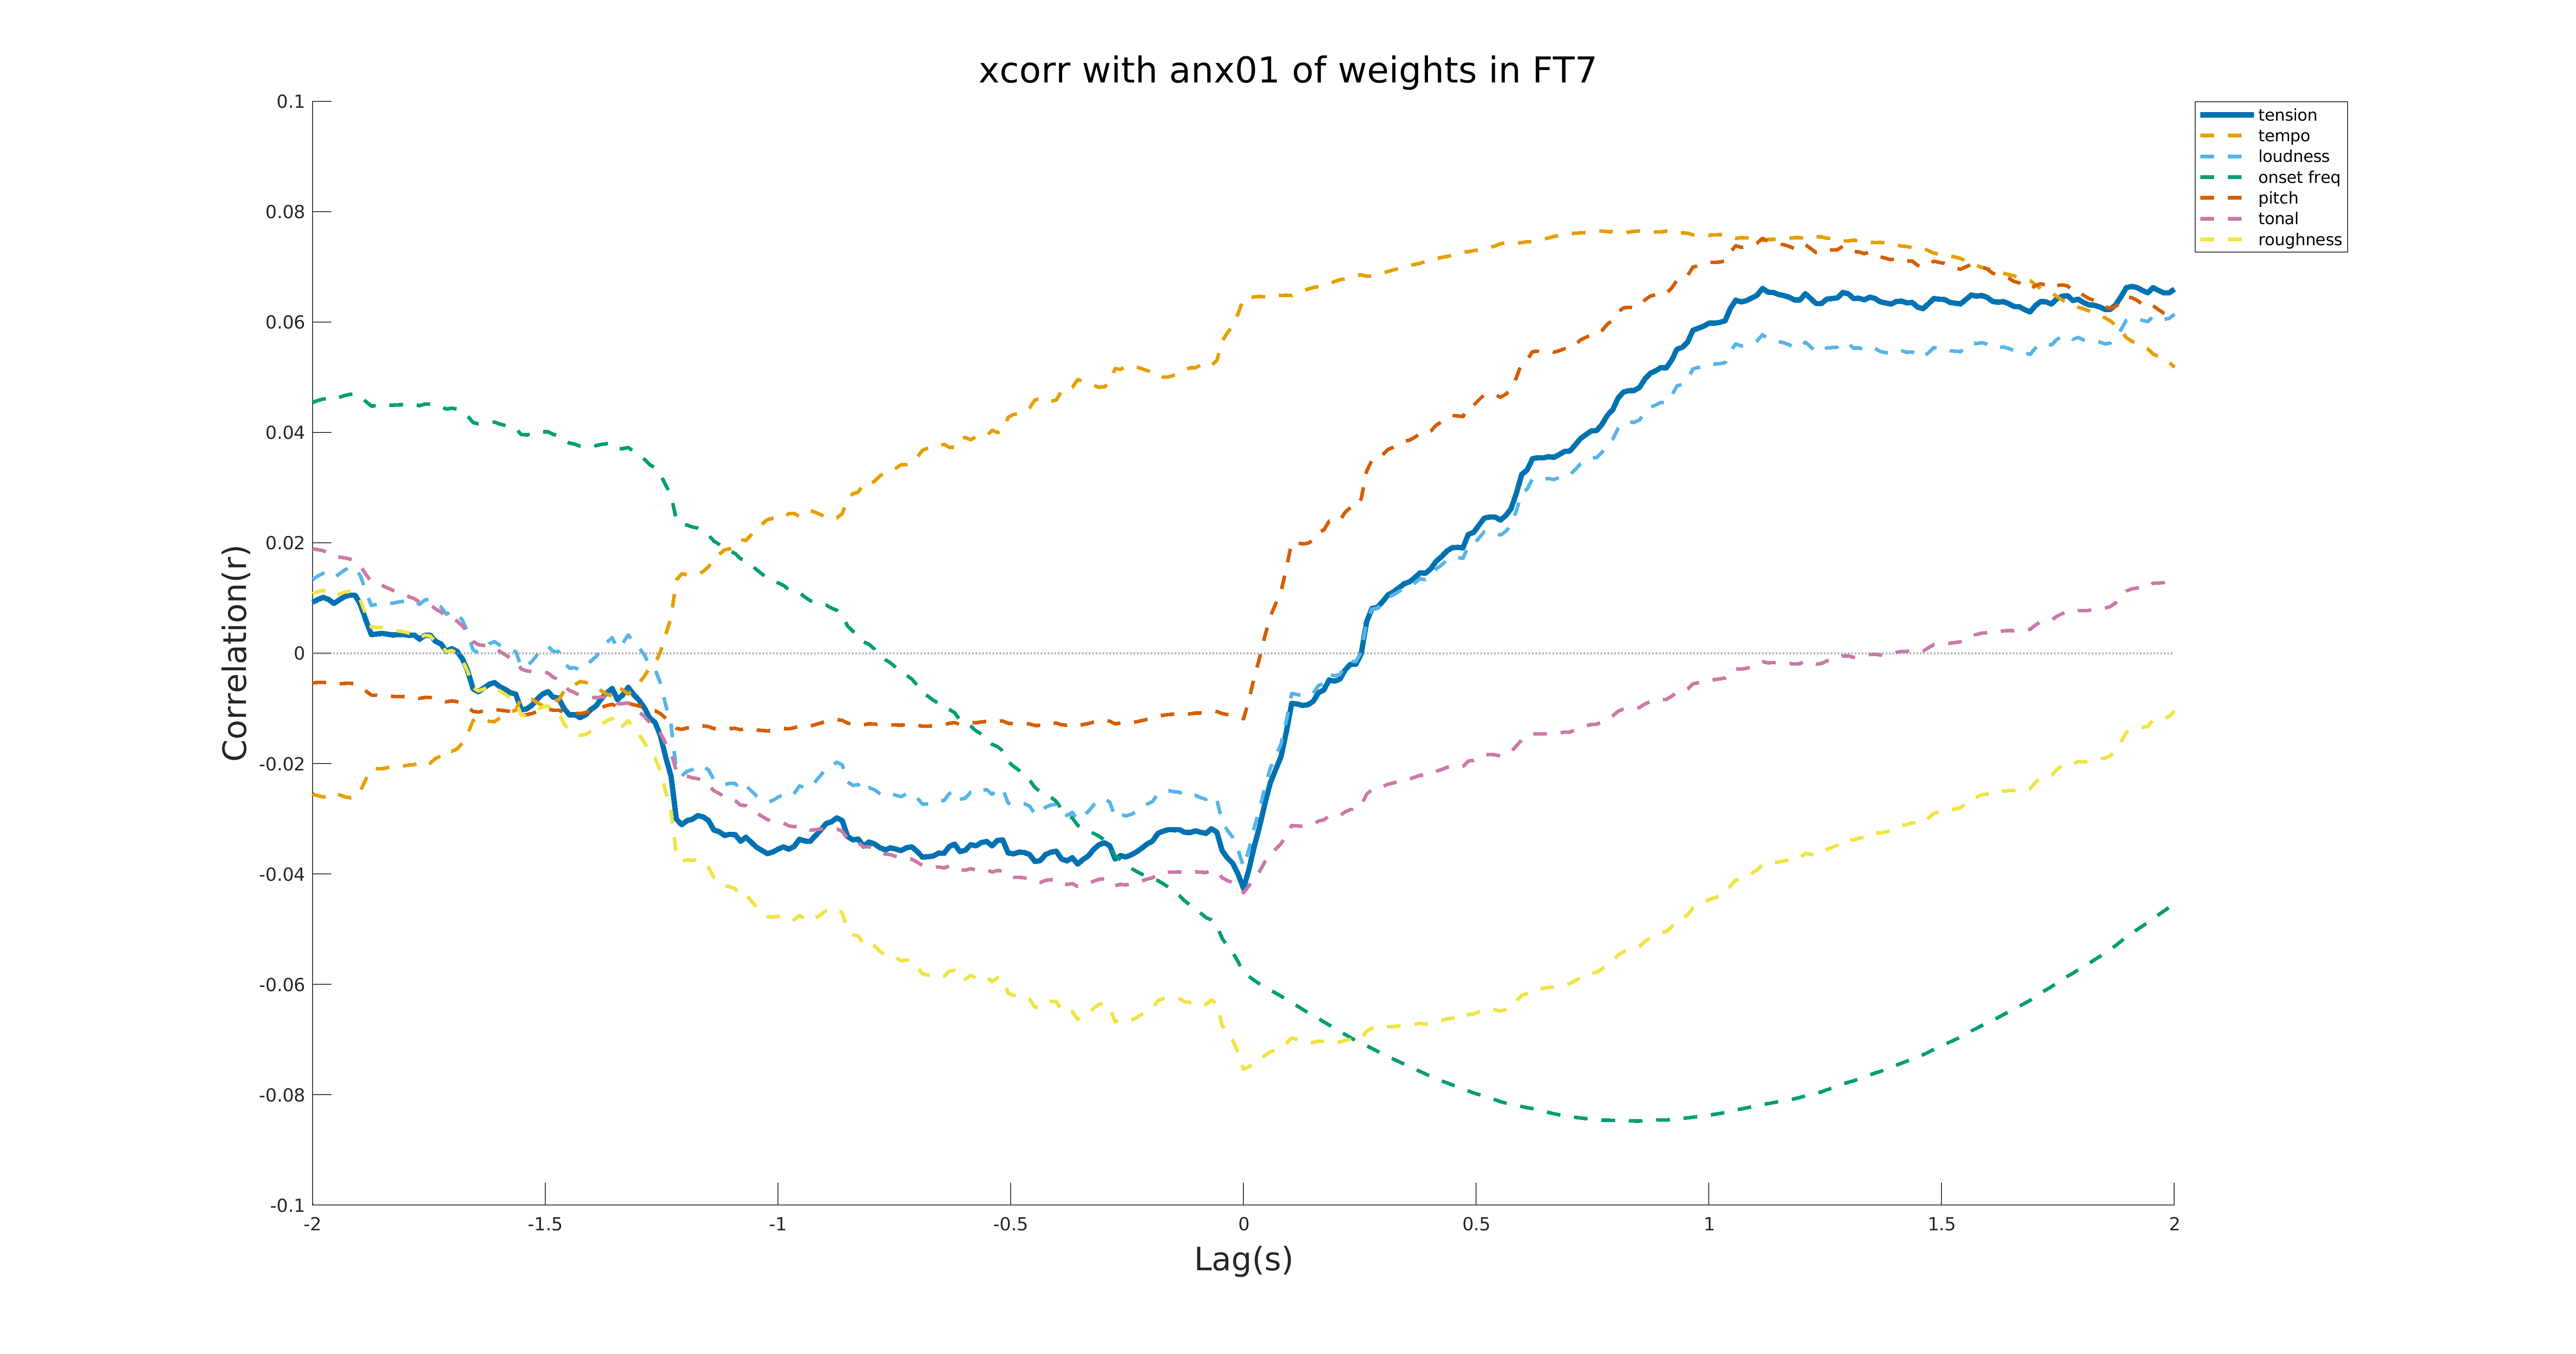 xcorr with anx01 of weights in FT7
tension
tempo
loudness
onset freq
pitch
tonal
roughness
Correlation(r)
0.1
0.08
0.06
0.04
0.02
0
-0.02
-0.04
-0.06
-0.08
-0.1
-2 -1.5 -1 -0.5 0 0.5 1 1.5 2
Lag(s)